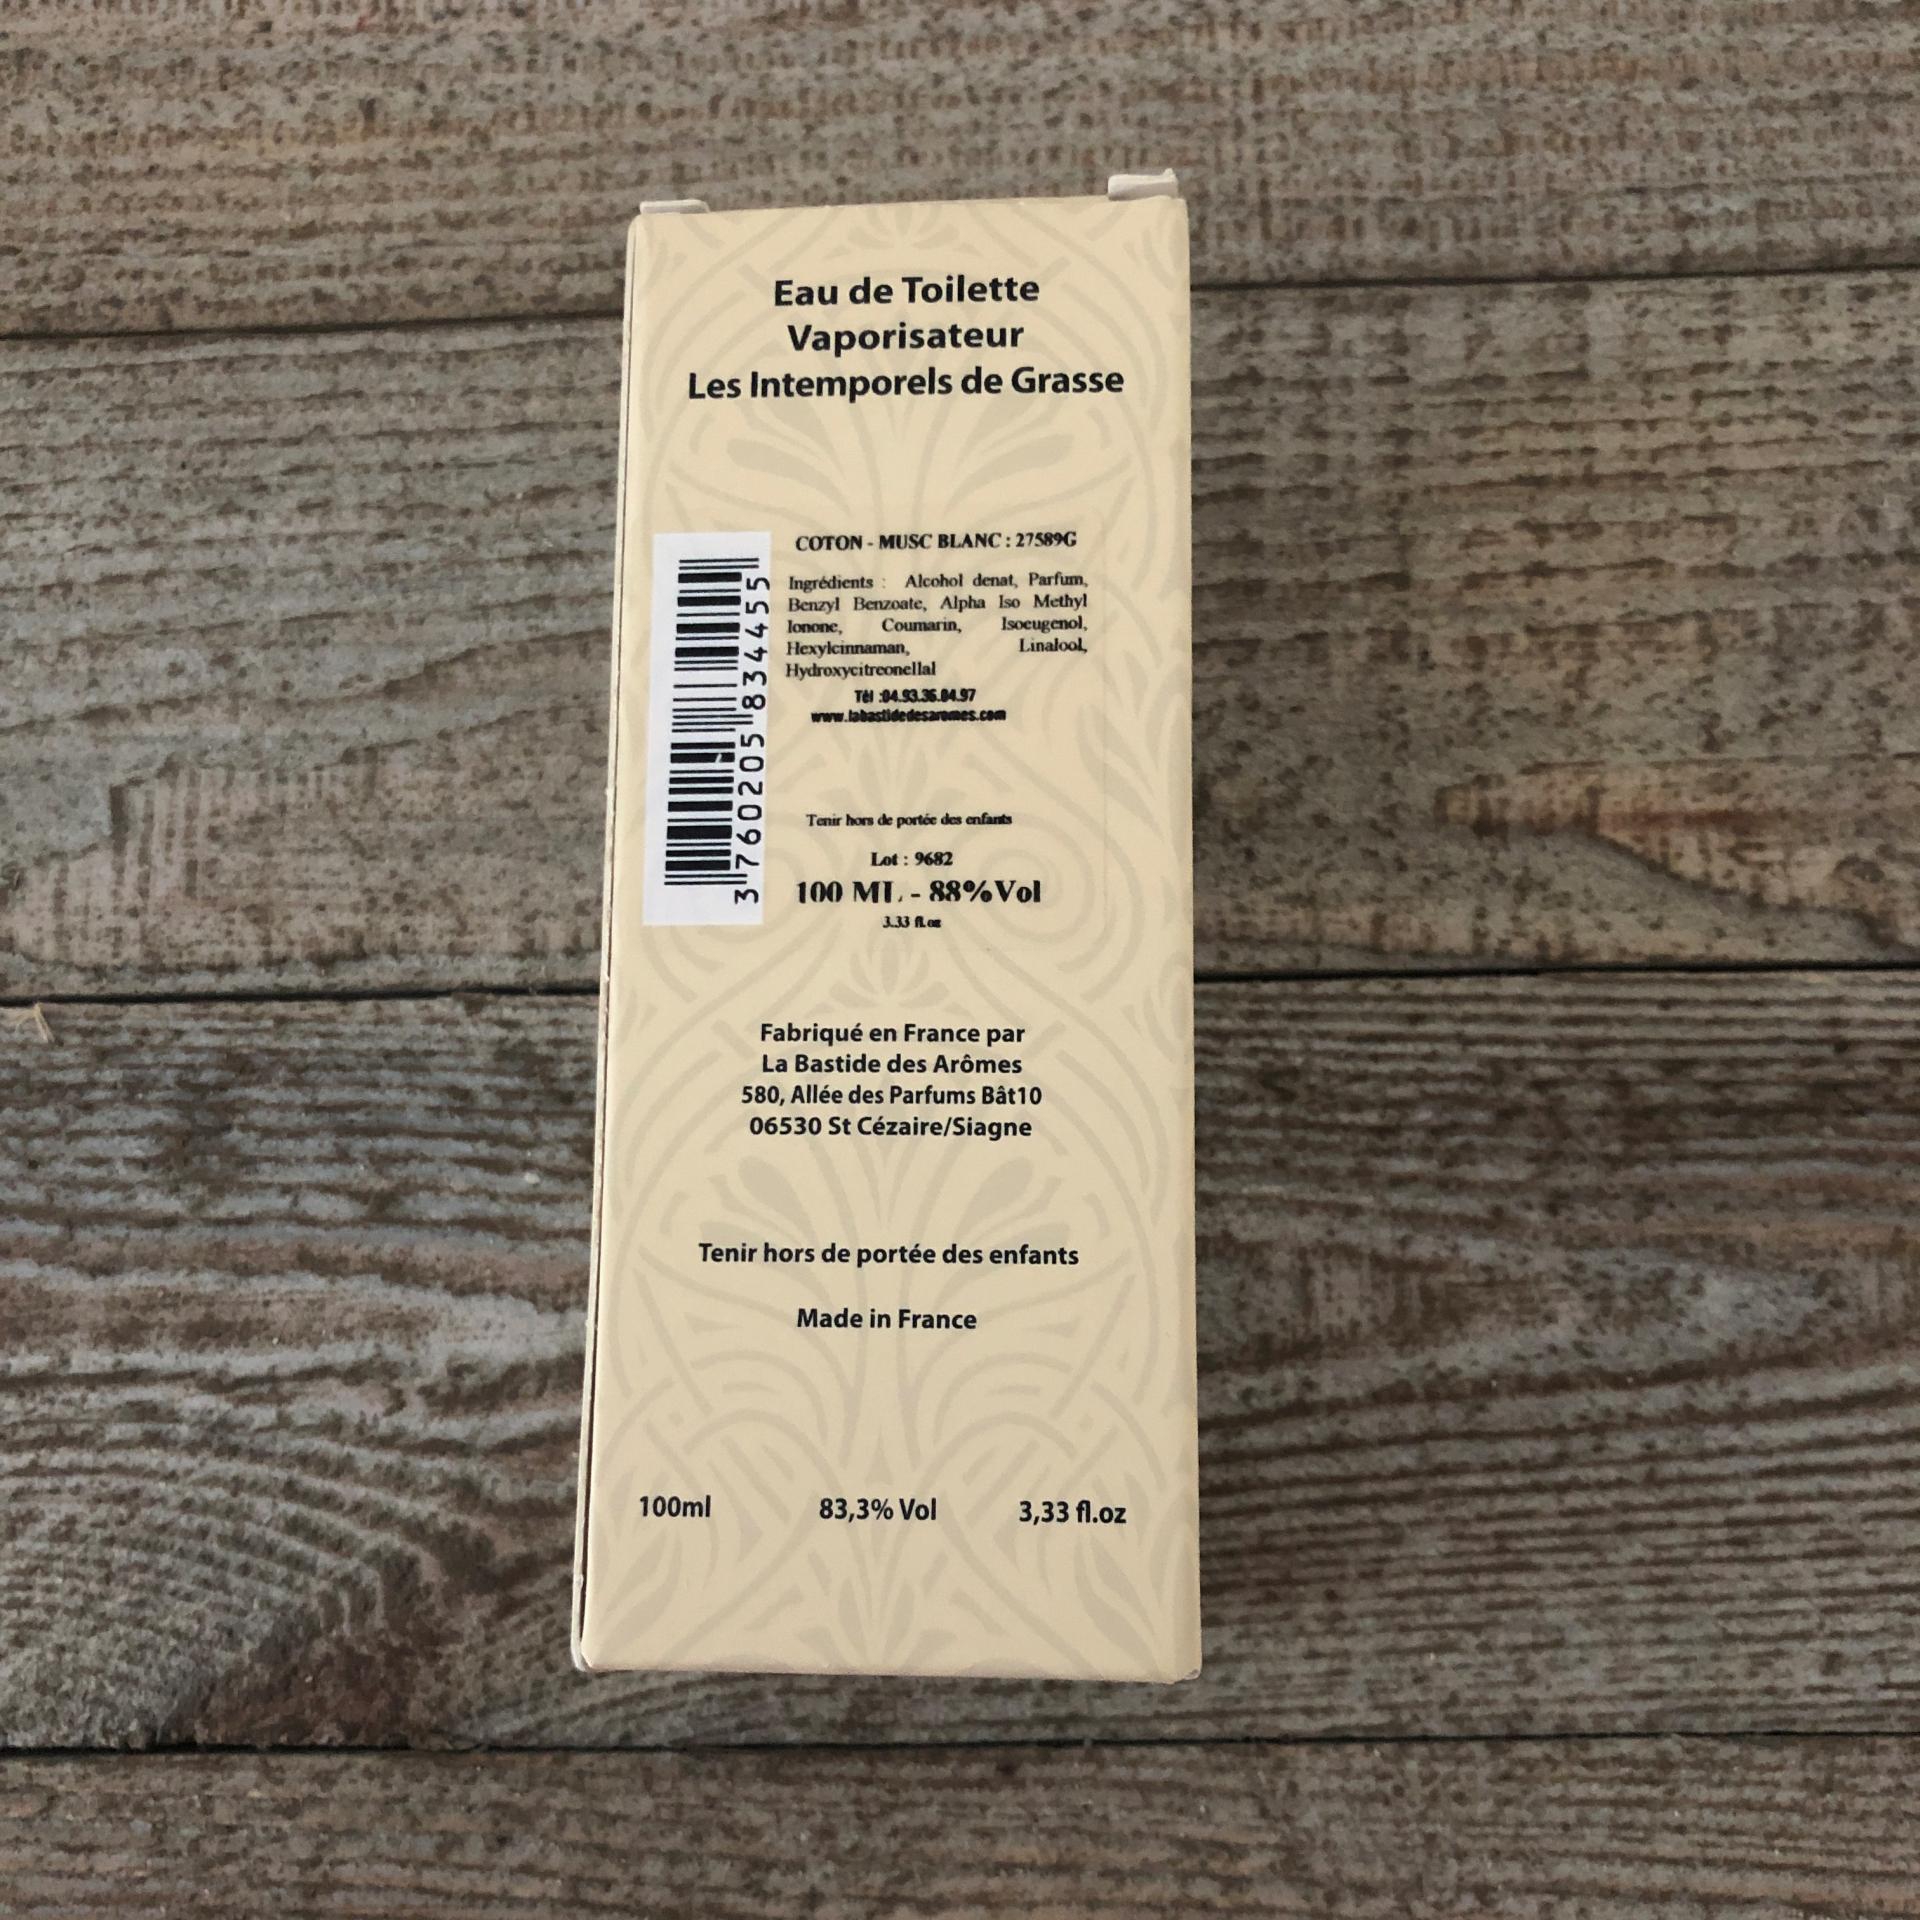 Eau de Toilette
Vaporisateur
Les Intemporels de Grasse
COTON - MUSC BLANC : 27589G
Ingrédients : Alcohol denat, Parfum,
Benzyl Benzoate, Alpha Iso Methyl
Ionone, Coumarin, Isoeugenol,
Hexylcinnaman, Linalool,
Hydroxycitreonellal
Tél :04.93.36.04.97
www.labastidedesaromes.com
3760205834455
Tenir hors de portée des enfants
Lot : 9682
100 ML - 88%Vol
3.33 fl.oz
Fabriqué en France par
La Bastide des Arômes
580, Allée des Parfums Bât10
06530 St Cézaire/Siagne
Tenir hors de portée des enfants
Made in France
100ml 83,3% Vol 3,33 fl.oz